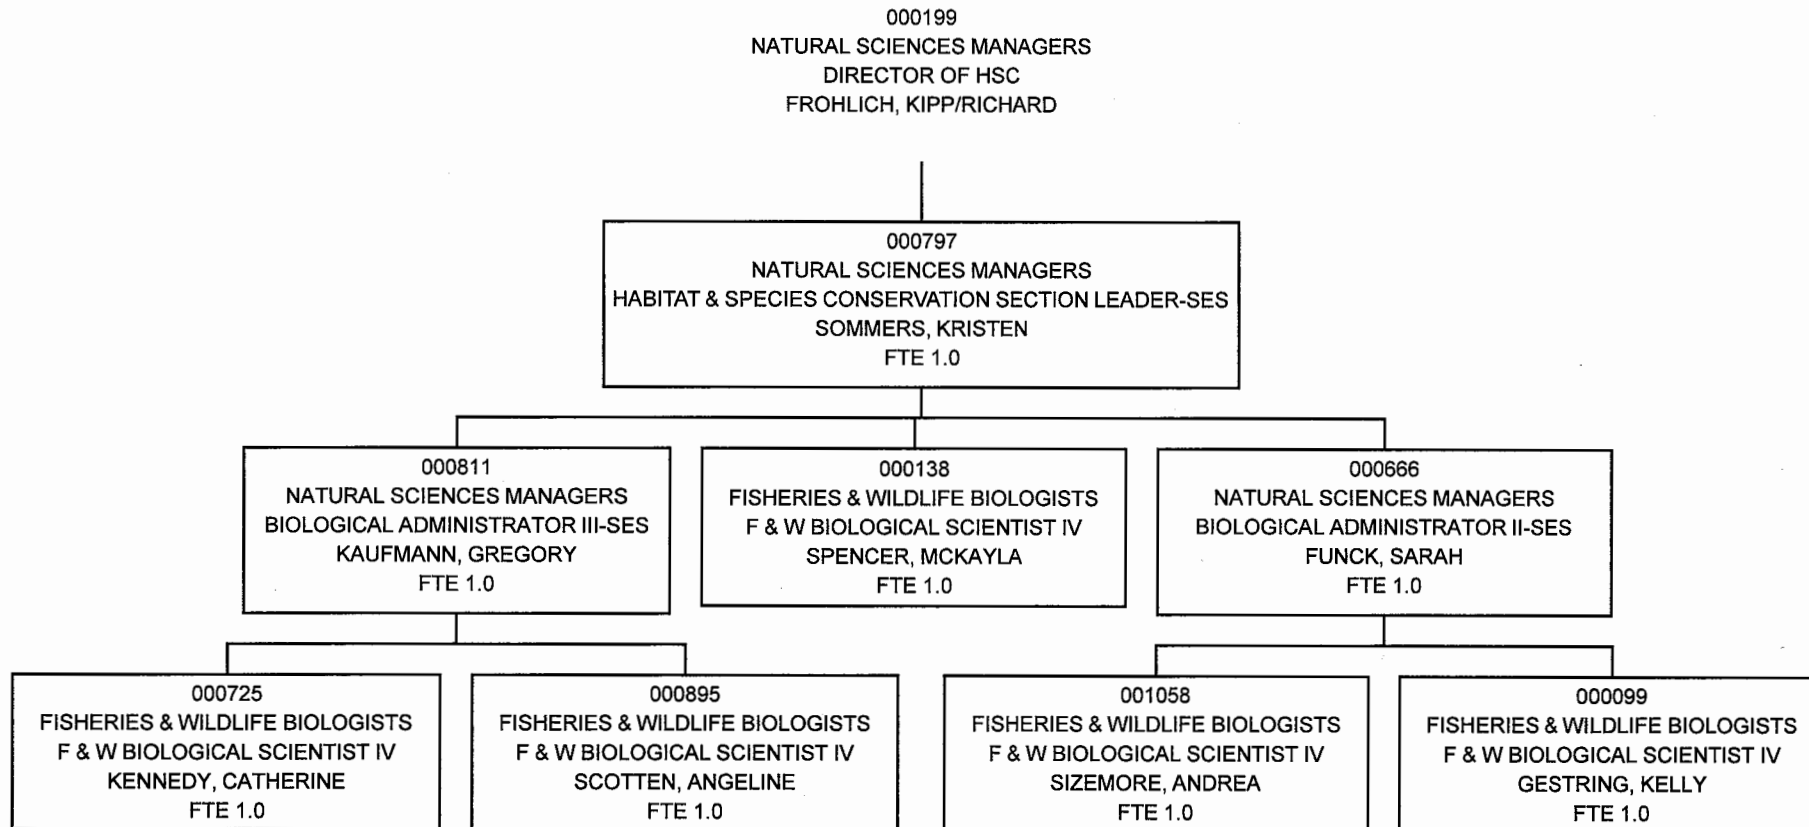 000199
NATURAL SCIENCES MANAGERS
DIRECTOR OF HSC
FROHLICH, KIPP/RICHARD
000797
NATURAL SCIENCES MANAGERS
HABITAT & SPECIES CONSERVATION SECTION LEADER-SES
SOMMERS, KRISTEN
FTE 1.0
000811
NATURAL SCIENCES MANAGERS
BIOLOGICAL ADMINISTRATOR III-SES
KAUFMANN, GREGORY
FTE 1.0
000138
FISHERIES & WILDLIFE BIOLOGISTS
F & W BIOLOGICAL SCIENTIST IV
SPENCER, MCKAYLA
FTE 1.0
000666
NATURAL SCIENCES MANAGERS
BIOLOGICAL ADMINISTRATOR II-SES
FUNCK, SARAH
FTE 1.0
000725
FISHERIES & WILDLIFE BIOLOGISTS
F & W BIOLOGICAL SCIENTIST IV
KENNEDY, CATHERINE
FTE 1.0
000895
FISHERIES & WILDLIFE BIOLOGISTS
F & W BIOLOGICAL SCIENTIST IV
SCOTTEN, ANGELINE
FTE 1.0
001058
FISHERIES & WILDLIFE BIOLOGISTS
F & W BIOLOGICAL SCIENTIST IV
SIZEMORE, ANDREA
FTE 1.0
000099
FISHERIES & WILDLIFE BIOLOGISTS
F & W BIOLOGICAL SCIENTIST IV
GESTRING, KELLY
FTE 1.0